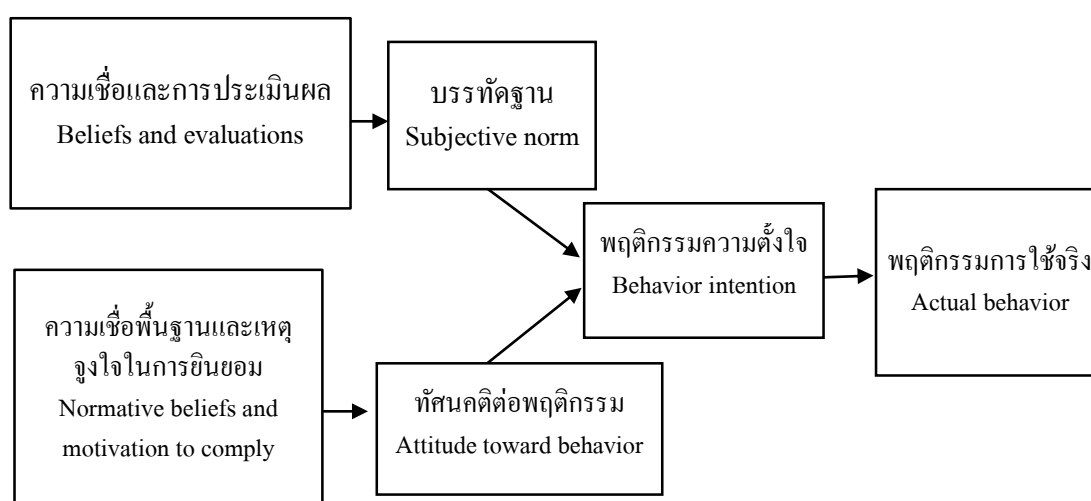 ความเชื่อและการประเมินผล
Beliefs and evaluations
บรรทัดฐาน
Subjective norm
พฤติกรรมความตั้งใจ
Behavior intention
พฤติกรรมการใช้จริง
Actual behavior
ความเชื่อพื้นฐานและเหตุ
จูงใจในการยินยอม
Normative beliefs and
motivation to comply
ทัศนคติต่อพฤติกรรม
Attitude toward behavior